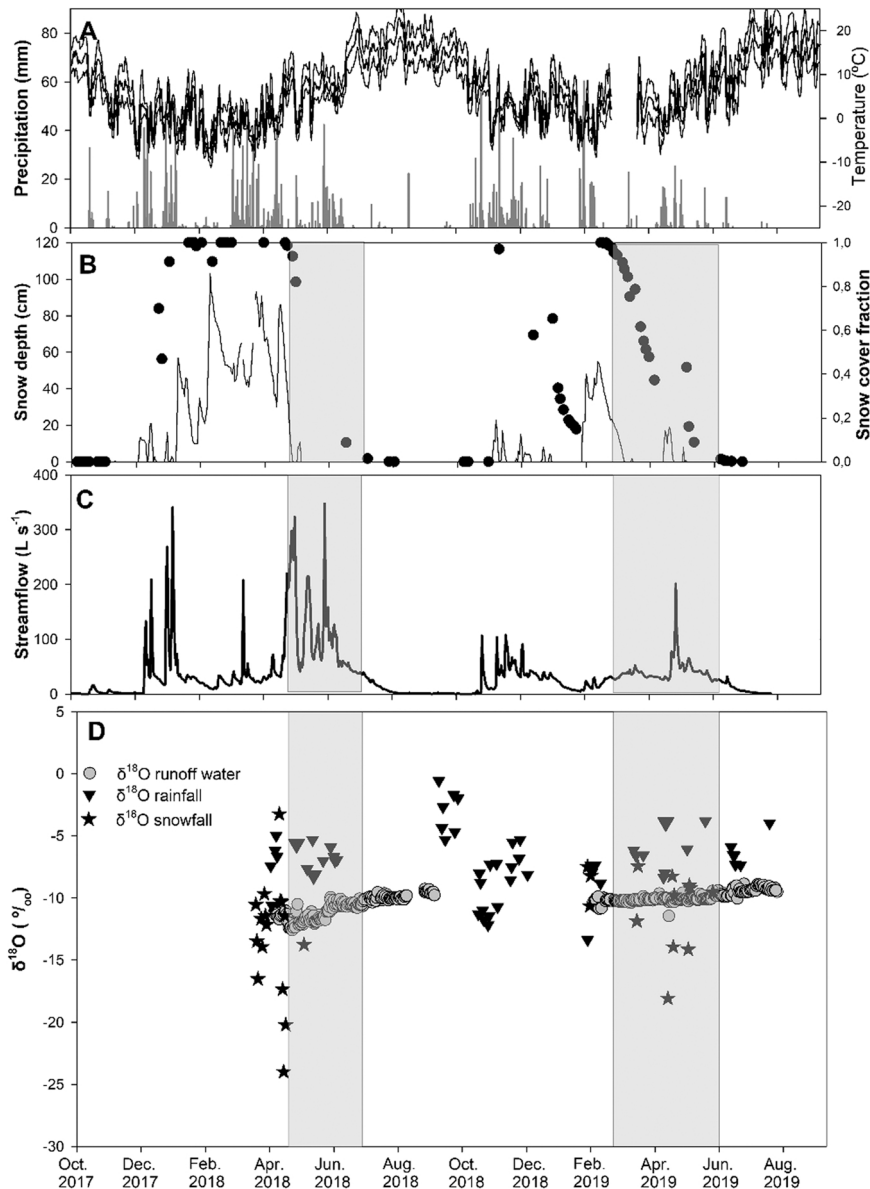 A
Precipitation (mm)
80
60
40
20
0
Temperature (ºC)
20
10
0
-10
-20
B
Snow depth (cm)
120
100
80
60
40
20
0
Snow cover fraction
1,0
0,8
0,6
0,4
0,2
0,0
C
Streamflow (L s⁻¹)
400
300
200
100
0
D
δ¹⁸O (º/ₒₒ)
5
0
-5
-10
-15
-20
-25
-30
δ¹⁸O runoff water
δ¹⁸O rainfall
δ¹⁸O snowfall
Oct. Dec. Feb. Apr. Jun. Aug. Oct. Dec. Feb. Apr. Jun. Aug.
2017 2017 2018 2018 2018 2018 2018 2018 2019 2019 2019 2019